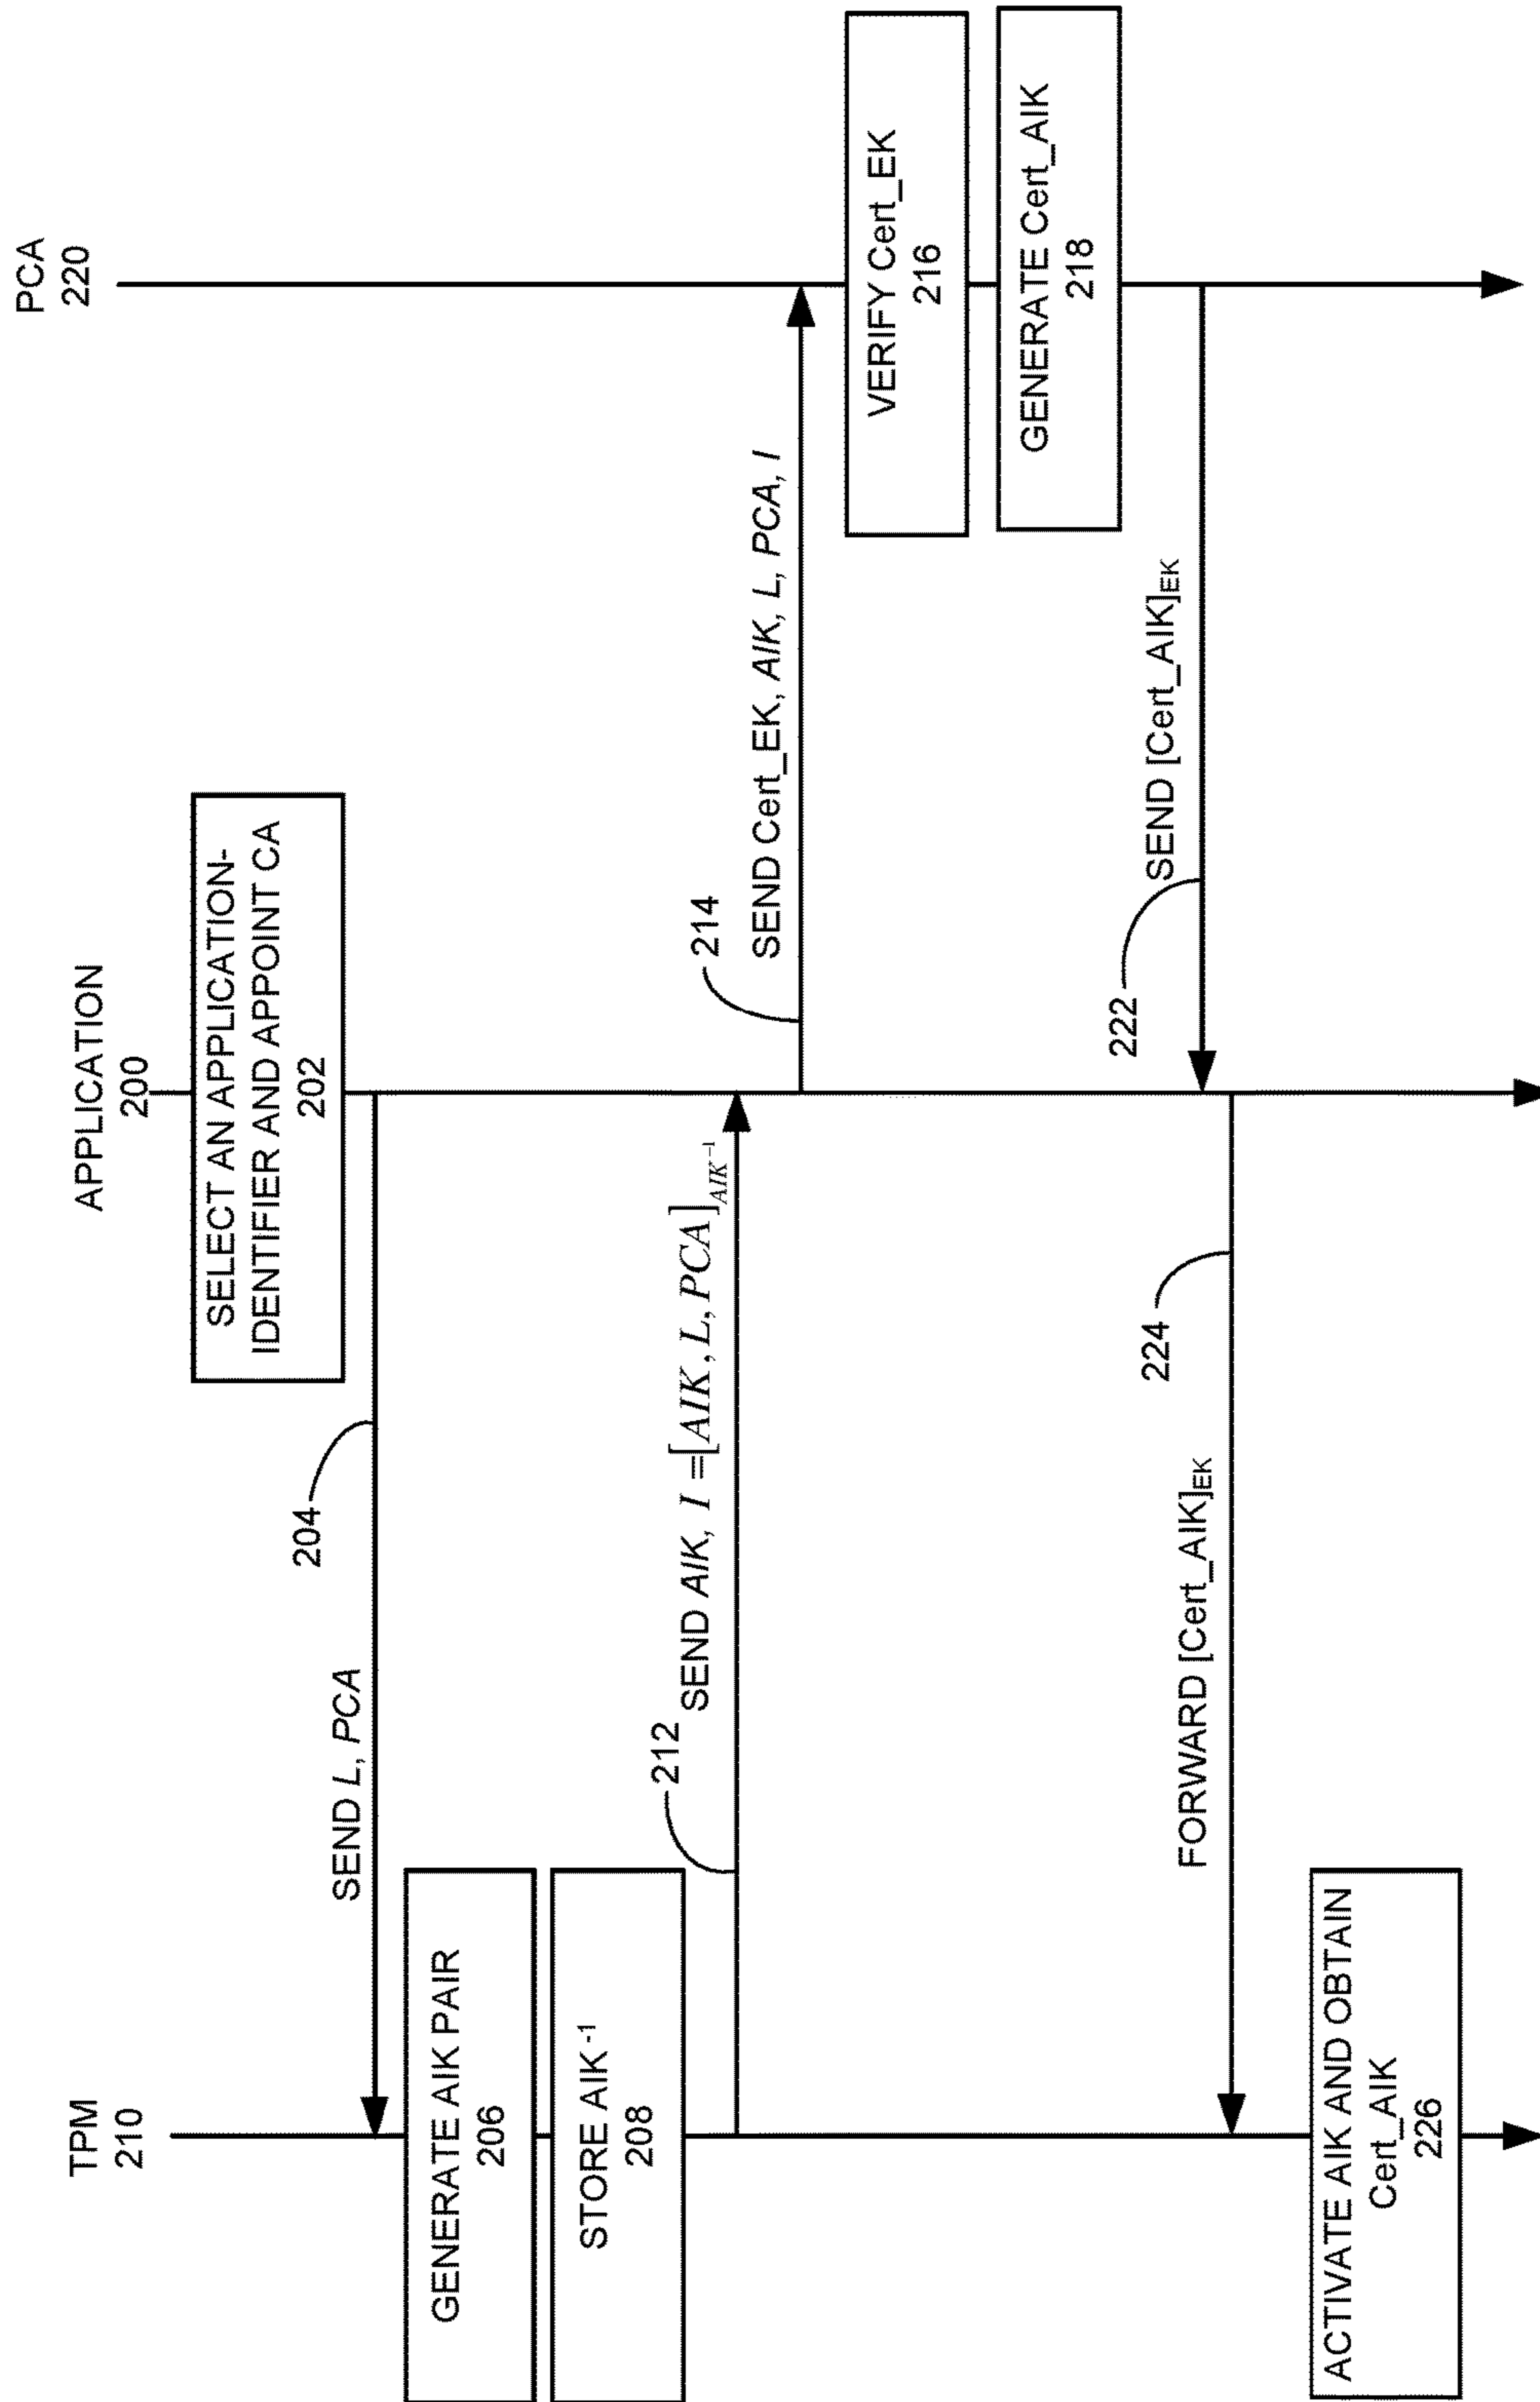 TPM
210
APPLICATION
200
PCA
220
SELECT AN APPLICATION-
IDENTIFIER AND APPOINT CA
202
SEND L, PCA
204
GENERATE AIK PAIR
206
STORE AIK⁻¹
208
SEND AIK, I =[AIK, L, PCA]_AIK⁻¹
212
214
SEND Cert_EK, AIK, L, PCA, I
VERIFY Cert_EK
216
GENERATE Cert_AIK
218
SEND [Cert_AIK]EK
222
FORWARD [Cert_AIK]EK
224
ACTIVATE AIK AND OBTAIN
Cert_AIK
226